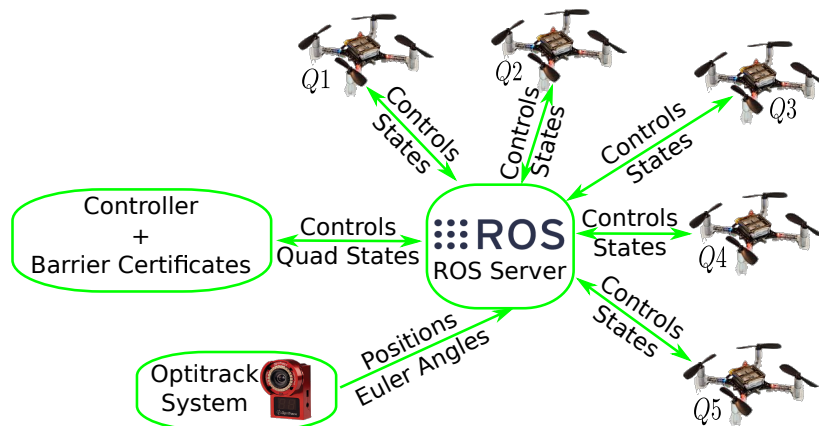 Q1
Q2
Q3
Controls
States
Controls
States
Controls
States
Controller
+
Barrier Certificates
Controls
Quad States
ROS
ROS Server
Controls
States
Q4
Positions
Euler Angles
Controls
States
Optitrack
System
Q5